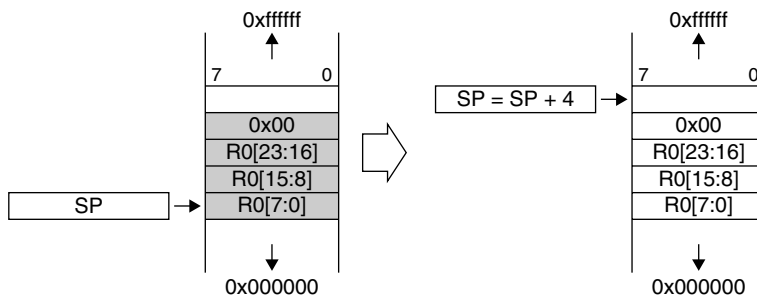 0xffffff
7 0
0x00
R0[23:16]
R0[15:8]
R0[7:0]
SP
0x000000
0xffffff
7 0
SP = SP + 4
0x00
R0[23:16]
R0[15:8]
R0[7:0]
0x000000